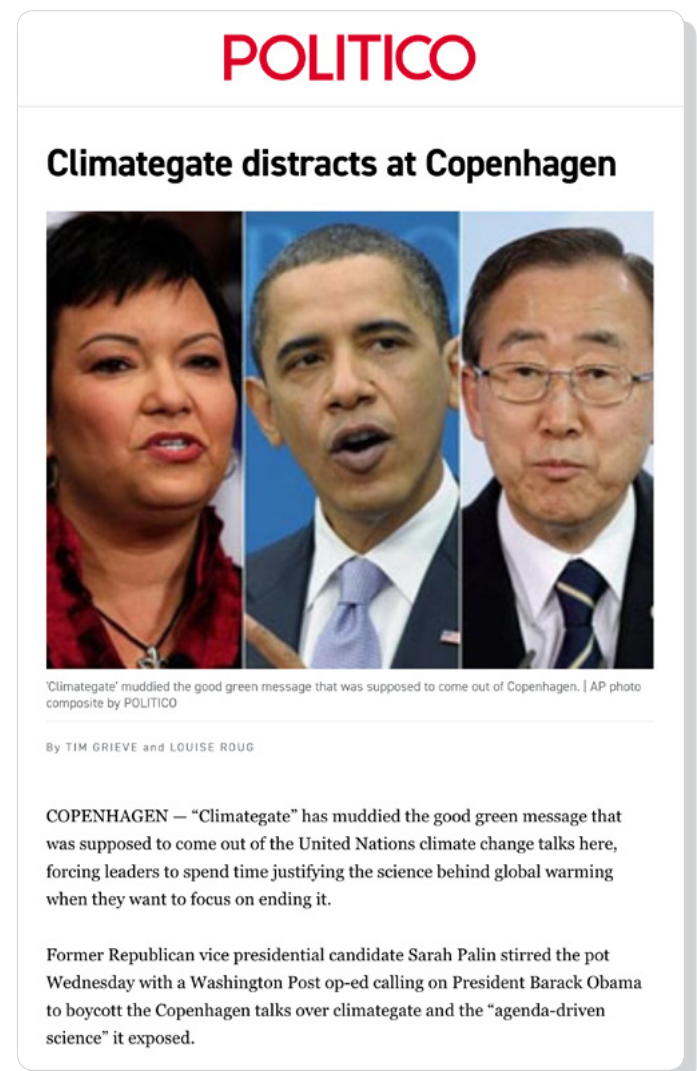 POLITICO
Climategate distracts at Copenhagen
'Climategate' muddied the good green message that was supposed to come out of Copenhagen. | AP photo
composite by POLITICO
By TIM GRIEVE and LOUISE ROUG
COPENHAGEN — “Climategate” has muddied the good green message that
was supposed to come out of the United Nations climate change talks here,
forcing leaders to spend time justifying the science behind global warming
when they want to focus on ending it.
Former Republican vice presidential candidate Sarah Palin stirred the pot
Wednesday with a Washington Post op-ed calling on President Barack Obama
to boycott the Copenhagen talks over climategate and the “agenda-driven
science” it exposed.